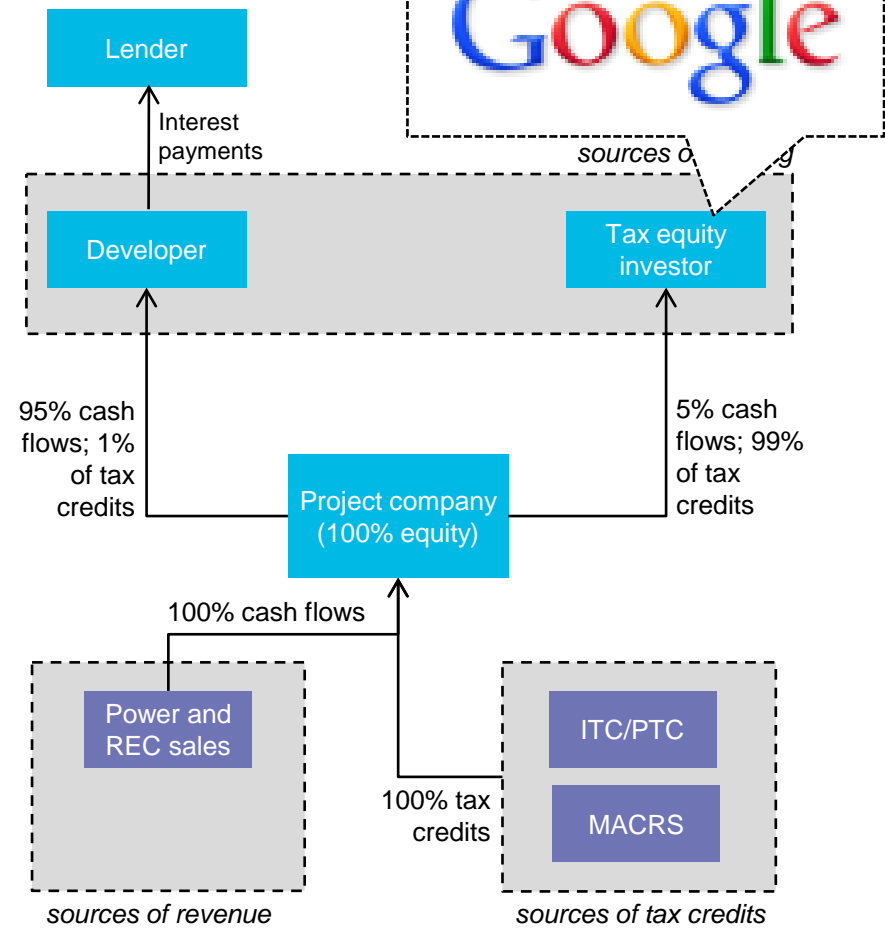 Google
Lender
Interest
payments
sources o
g
Developer
Tax equity
investor
95% cash
flows; 1%
of tax
credits
5% cash
flows; 99%
of tax
credits
Project company
(100% equity)
100% cash flows
Power and
REC sales
ITC/PTC
100% tax
credits
MACRS
sources of revenue
sources of tax credits